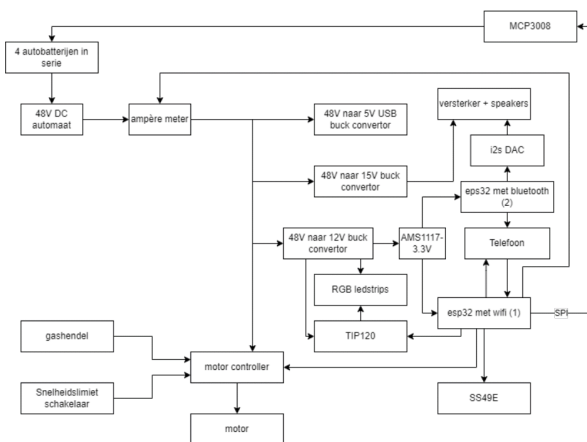 MCP3008
4 autobatterijen in
serie
48V DC
automaat
ampère meter
48V naar 5V USB
buck convertor
versterker + speakers
i2s DAC
48V naar 15V buck
convertor
eps32 met bluetooth
(2)
48V naar 12V buck
convertor
AMS1117-
3.3V
Telefoon
RGB ledstrips
esp32 met wifi (1)
SPI
TIP120
gashendel
motor controller
Snelheidslimiet
schakelaar
SS49E
motor